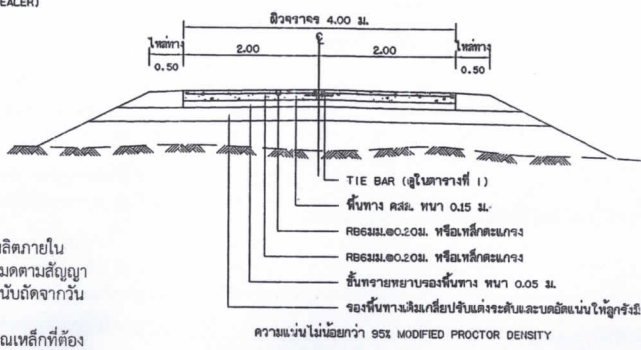 EALER)
ผิวจราจร 4.00 ม.
ไหล่ทาง
ไหล่ทาง
2.00
2.00
0.50
0.50
TIE BAR (ดูในตารางที่ 1)
พื้นทาง คสล. หนา 0.15 ม.
RB6มม.@0.20ม. หรือเหล็กตะแกรง
RB6มม.@0.20ม. หรือเหล็กตะแกรง
ชั้นทรายหยาบรองพื้นทาง หนา 0.05 ม.
รองพื้นทางเดิมเกลี่ยปรับแต่งระดับและบดอัดแน่นให้ลูกรังมี
ความแน่นไม่น้อยกว่า 95% MODIFIED PROCTOR DENSITY
ผลิตภายใน
มดตามสัญญา
นับถัดจากวัน
ณเหล็กที่ต้อง